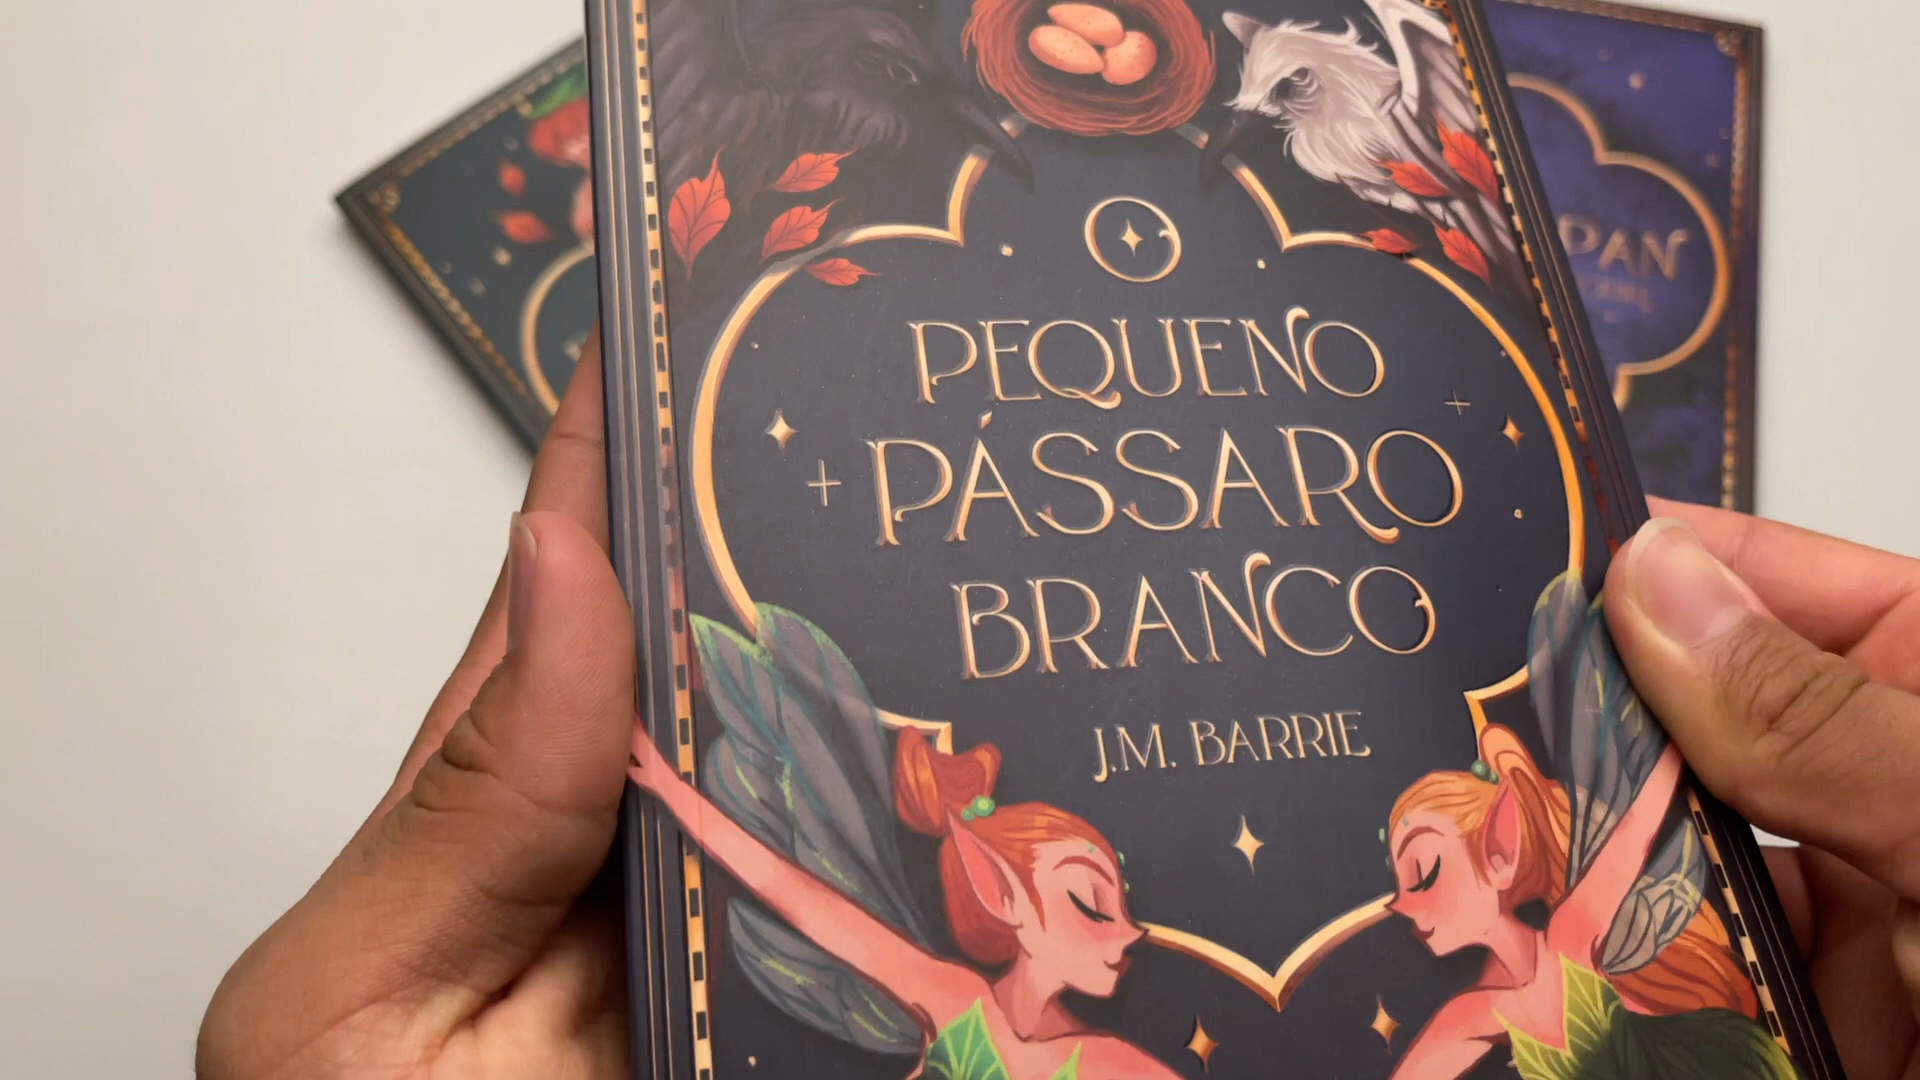 O
PEQUENO
PÁSSARO
BRANCO
J.M. BARRIE
PAN